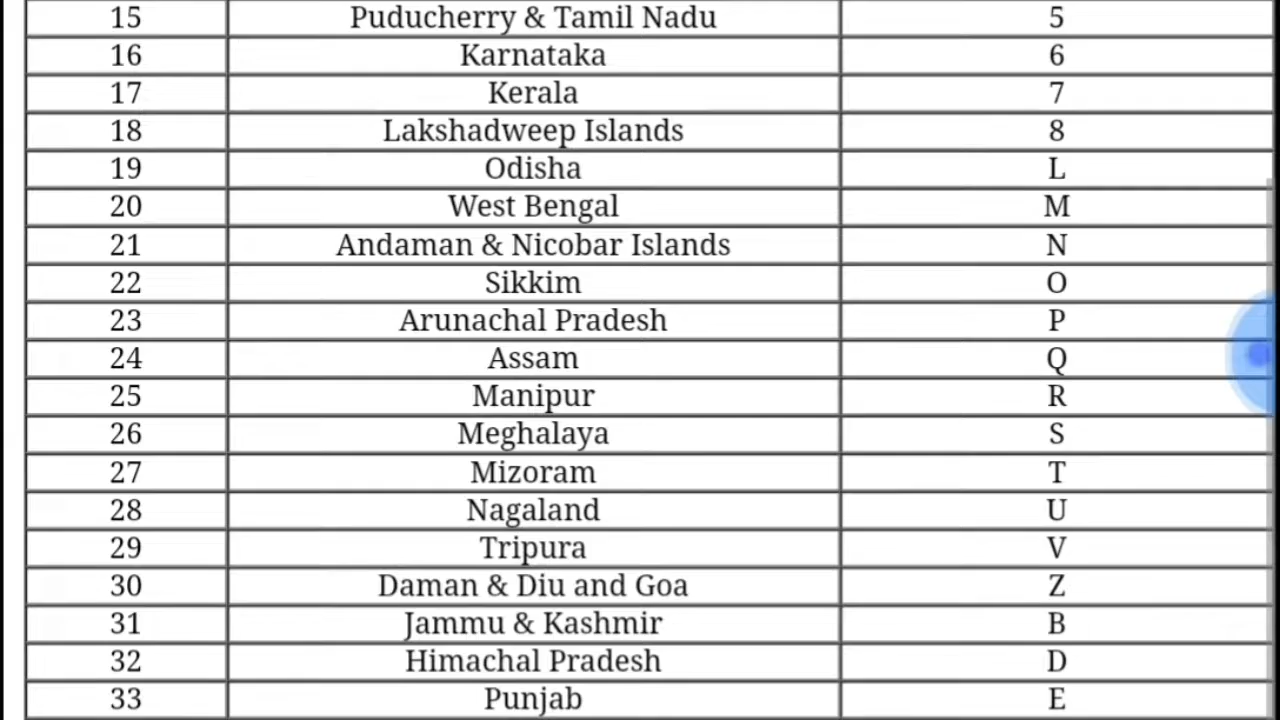 15 Puducherry & Tamil Nadu 5
16 Karnataka 6
17 Kerala 7
18 Lakshadweep Islands 8
19 Odisha L
20 West Bengal M
21 Andaman & Nicobar Islands N
22 Sikkim O
23 Arunachal Pradesh P
24 Assam Q
25 Manipur R
26 Meghalaya S
27 Mizoram T
28 Nagaland U
29 Tripura V
30 Daman & Diu and Goa Z
31 Jammu & Kashmir B
32 Himachal Pradesh D
33 Punjab E